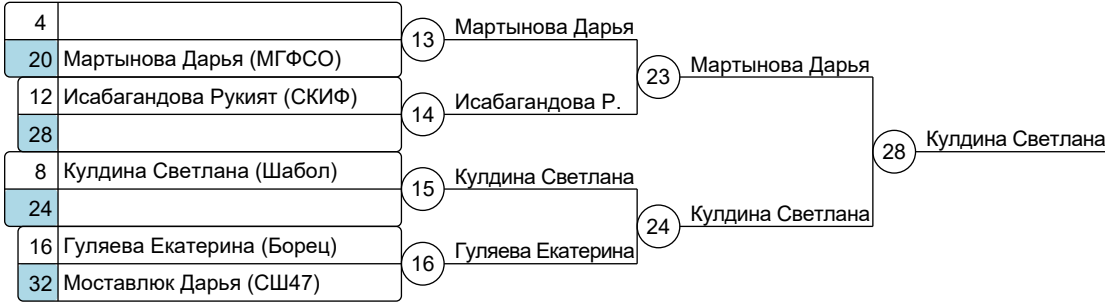 4
20 Мартынова Дарья (МГФСО)
12 Исабагандова Рукият (СКИФ)
28
8 Кулдина Светлана (Шабол)
24
16 Гуляева Екатерина (Борец)
32 Моставлюк Дарья (СШ47)
13 Мартынова Дарья
14 Исабагандова Р.
15 Кулдина Светлана
16 Гуляева Екатерина
23 Мартынова Дарья
24 Кулдина Светлана
28 Кулдина Светлана